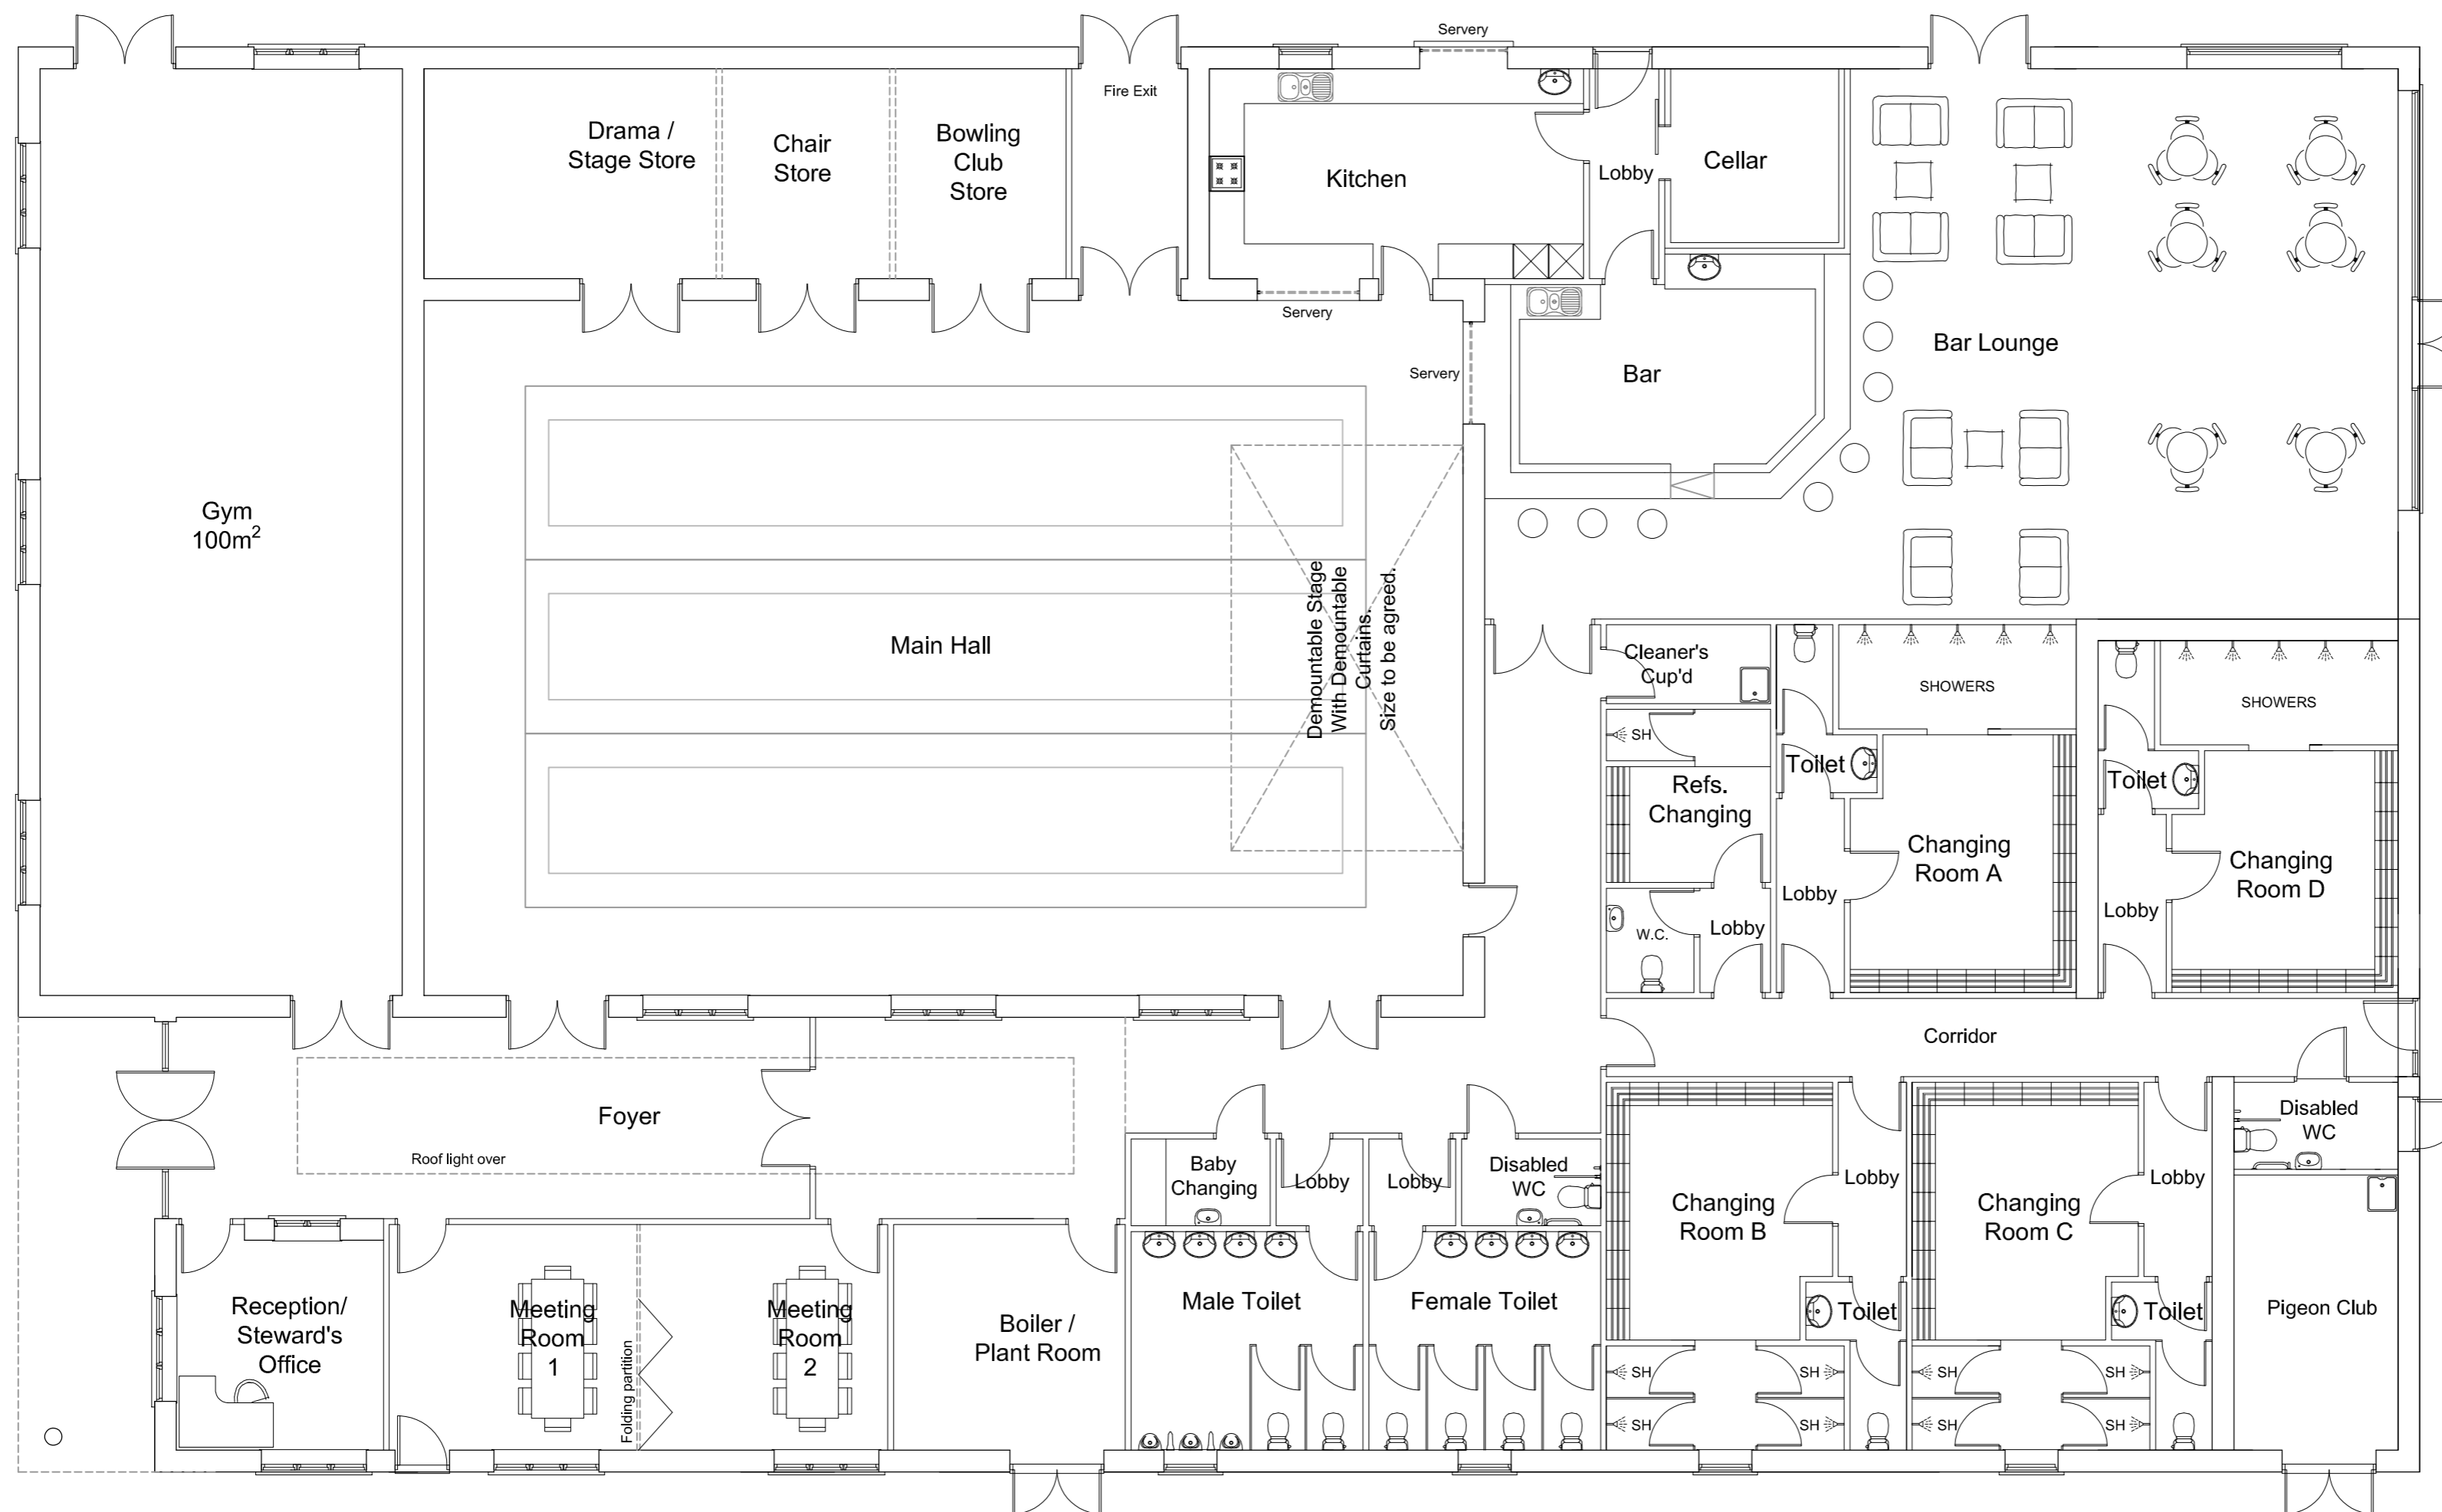 Servery
Fire Exit
Drama /
Stage Store
Chair
Store
Bowling
Club
Store
Kitchen
Lobby
Cellar
Servery
Servery
Bar
Bar Lounge
Gym
100m²
Main Hall
Demountable Stage
With Demountable
Curtains.
Size to be agreed.
Cleaner's
Cup'd
SHOWERS
SHOWERS
SH
Refs.
Changing
Toilet
Toilet
Changing
Room A
Changing
Room D
Lobby
Lobby
W.C.
Lobby
Corridor
Foyer
Roof light over
Baby
Changing
Lobby
Lobby
Disabled
WC
Changing
Room B
Lobby
Changing
Room C
Lobby
Disabled
WC
Reception/
Steward's
Office
Meeting
Room
1
Folding partition
Meeting
Room
2
Boiler /
Plant Room
Male Toilet
Female Toilet
Toilet
Toilet
Pigeon Club
SH
SH
SH
SH
SH
SH
SH
SH